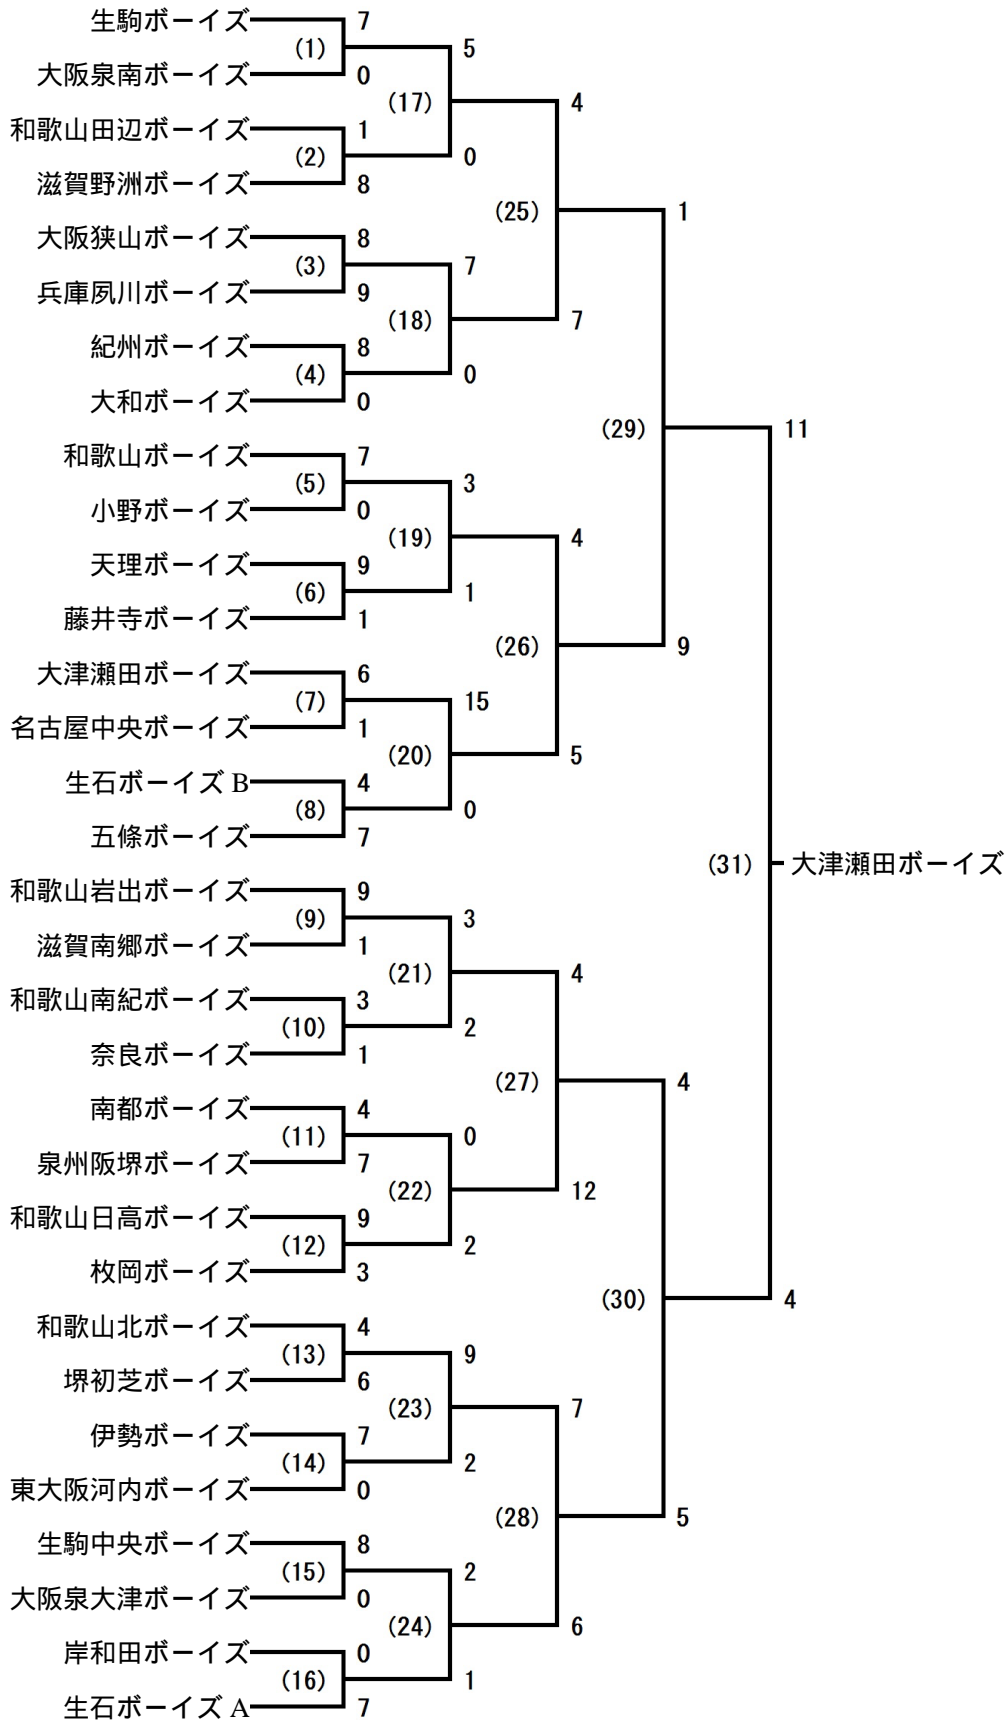 生駒ボーイズ 7
(1) 5
大阪泉南ボーイズ 0
(17) 4
和歌山田辺ボーイズ 1
(2) 0
滋賀野洲ボーイズ 8
(25) 1
大阪狭山ボーイズ 8
(3) 7
兵庫夙川ボーイズ 9
(18) 7
紀州ボーイズ 8
(4) 0
大和ボーイズ 0
(29) 11
和歌山ボーイズ 7
(5) 3
小野ボーイズ 0
(19) 4
天理ボーイズ 9
(6) 1
藤井寺ボーイズ 1
(26) 9
大津瀬田ボーイズ 6
(7) 15
名古屋中央ボーイズ 1
(20) 5
生石ボーイズ B 4
(8) 0
五條ボーイズ 7
(31) 大津瀬田ボーイズ
和歌山岩出ボーイズ 9
(9) 3
滋賀南郷ボーイズ 1
(21) 4
和歌山南紀ボーイズ 3
(10) 2
奈良ボーイズ 1
(27) 4
南都ボーイズ 4
(11) 0
泉州阪堺ボーイズ 7
(22) 12
和歌山日高ボーイズ 9
(12) 2
枚岡ボーイズ 3
(30) 4
和歌山北ボーイズ 4
(13) 9
堺初芝ボーイズ 6
(23) 7
伊勢ボーイズ 7
(14) 2
東大阪河内ボーイズ 0
(28) 5
生駒中央ボーイズ 8
(15) 2
大阪泉大津ボーイズ 0
(24) 6
岸和田ボーイズ 0
(16) 1
生石ボーイズ A 7